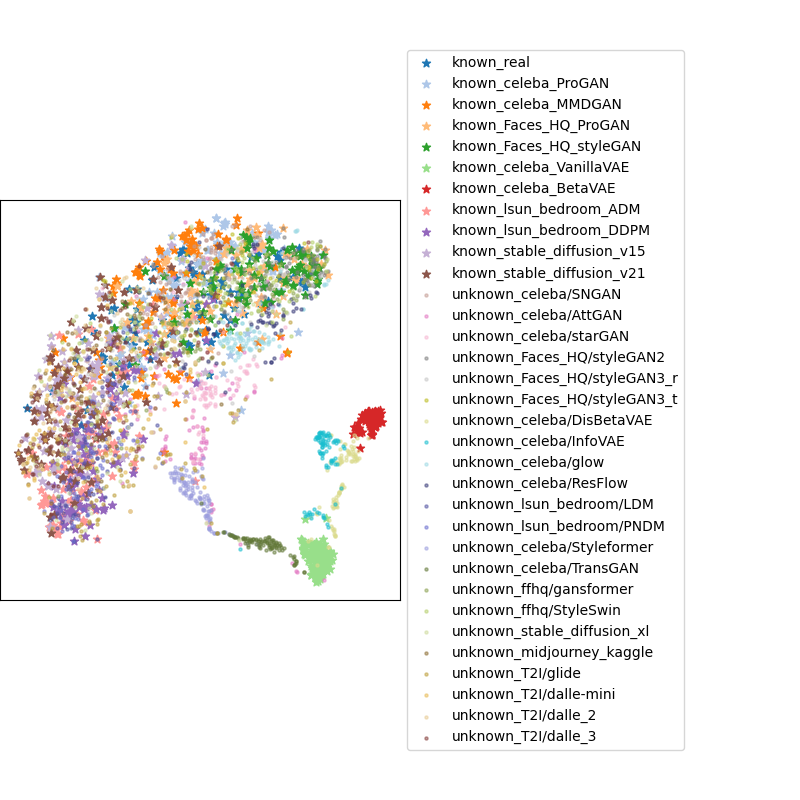 known_real
known_celeba_ProGAN
known_celeba_MMDGAN
known_Faces_HQ_ProGAN
known_Faces_HQ_styleGAN
known_celeba_VanillaVAE
known_celeba_BetaVAE
known_lsun_bedroom_ADM
known_lsun_bedroom_DDPM
known_stable_diffusion_v15
known_stable_diffusion_v21
unknown_celeba/SNGAN
unknown_celeba/AttGAN
unknown_celeba/starGAN
unknown_Faces_HQ/styleGAN2
unknown_Faces_HQ/styleGAN3_r
unknown_Faces_HQ/styleGAN3_t
unknown_celeba/DisBetaVAE
unknown_celeba/InfoVAE
unknown_celeba/glow
unknown_celeba/ResFlow
unknown_lsun_bedroom/LDM
unknown_lsun_bedroom/PNDM
unknown_celeba/Styleformer
unknown_celeba/TransGAN
unknown_ffhq/gansformer
unknown_ffhq/StyleSwin
unknown_stable_diffusion_xl
unknown_midjourney_kaggle
unknown_T2I/glide
unknown_T2I/dalle-mini
unknown_T2I/dalle_2
unknown_T2I/dalle_3